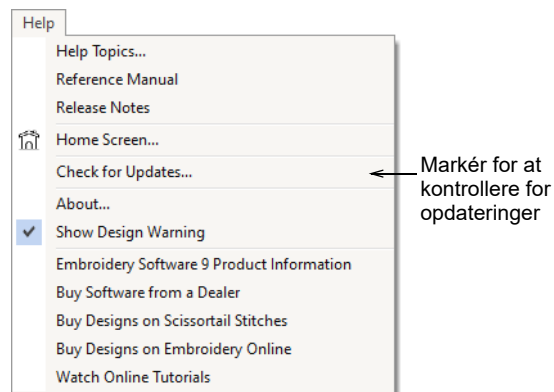 Help
Help Topics...
Reference Manual
Release Notes
Home Screen...
Check for Updates...
About...
Show Design Warning
Embroidery Software 9 Product Information
Buy Software from a Dealer
Buy Designs on Scissortail Stitches
Buy Designs on Embroidery Online
Watch Online Tutorials
Markér for at
kontrollere for
opdateringer